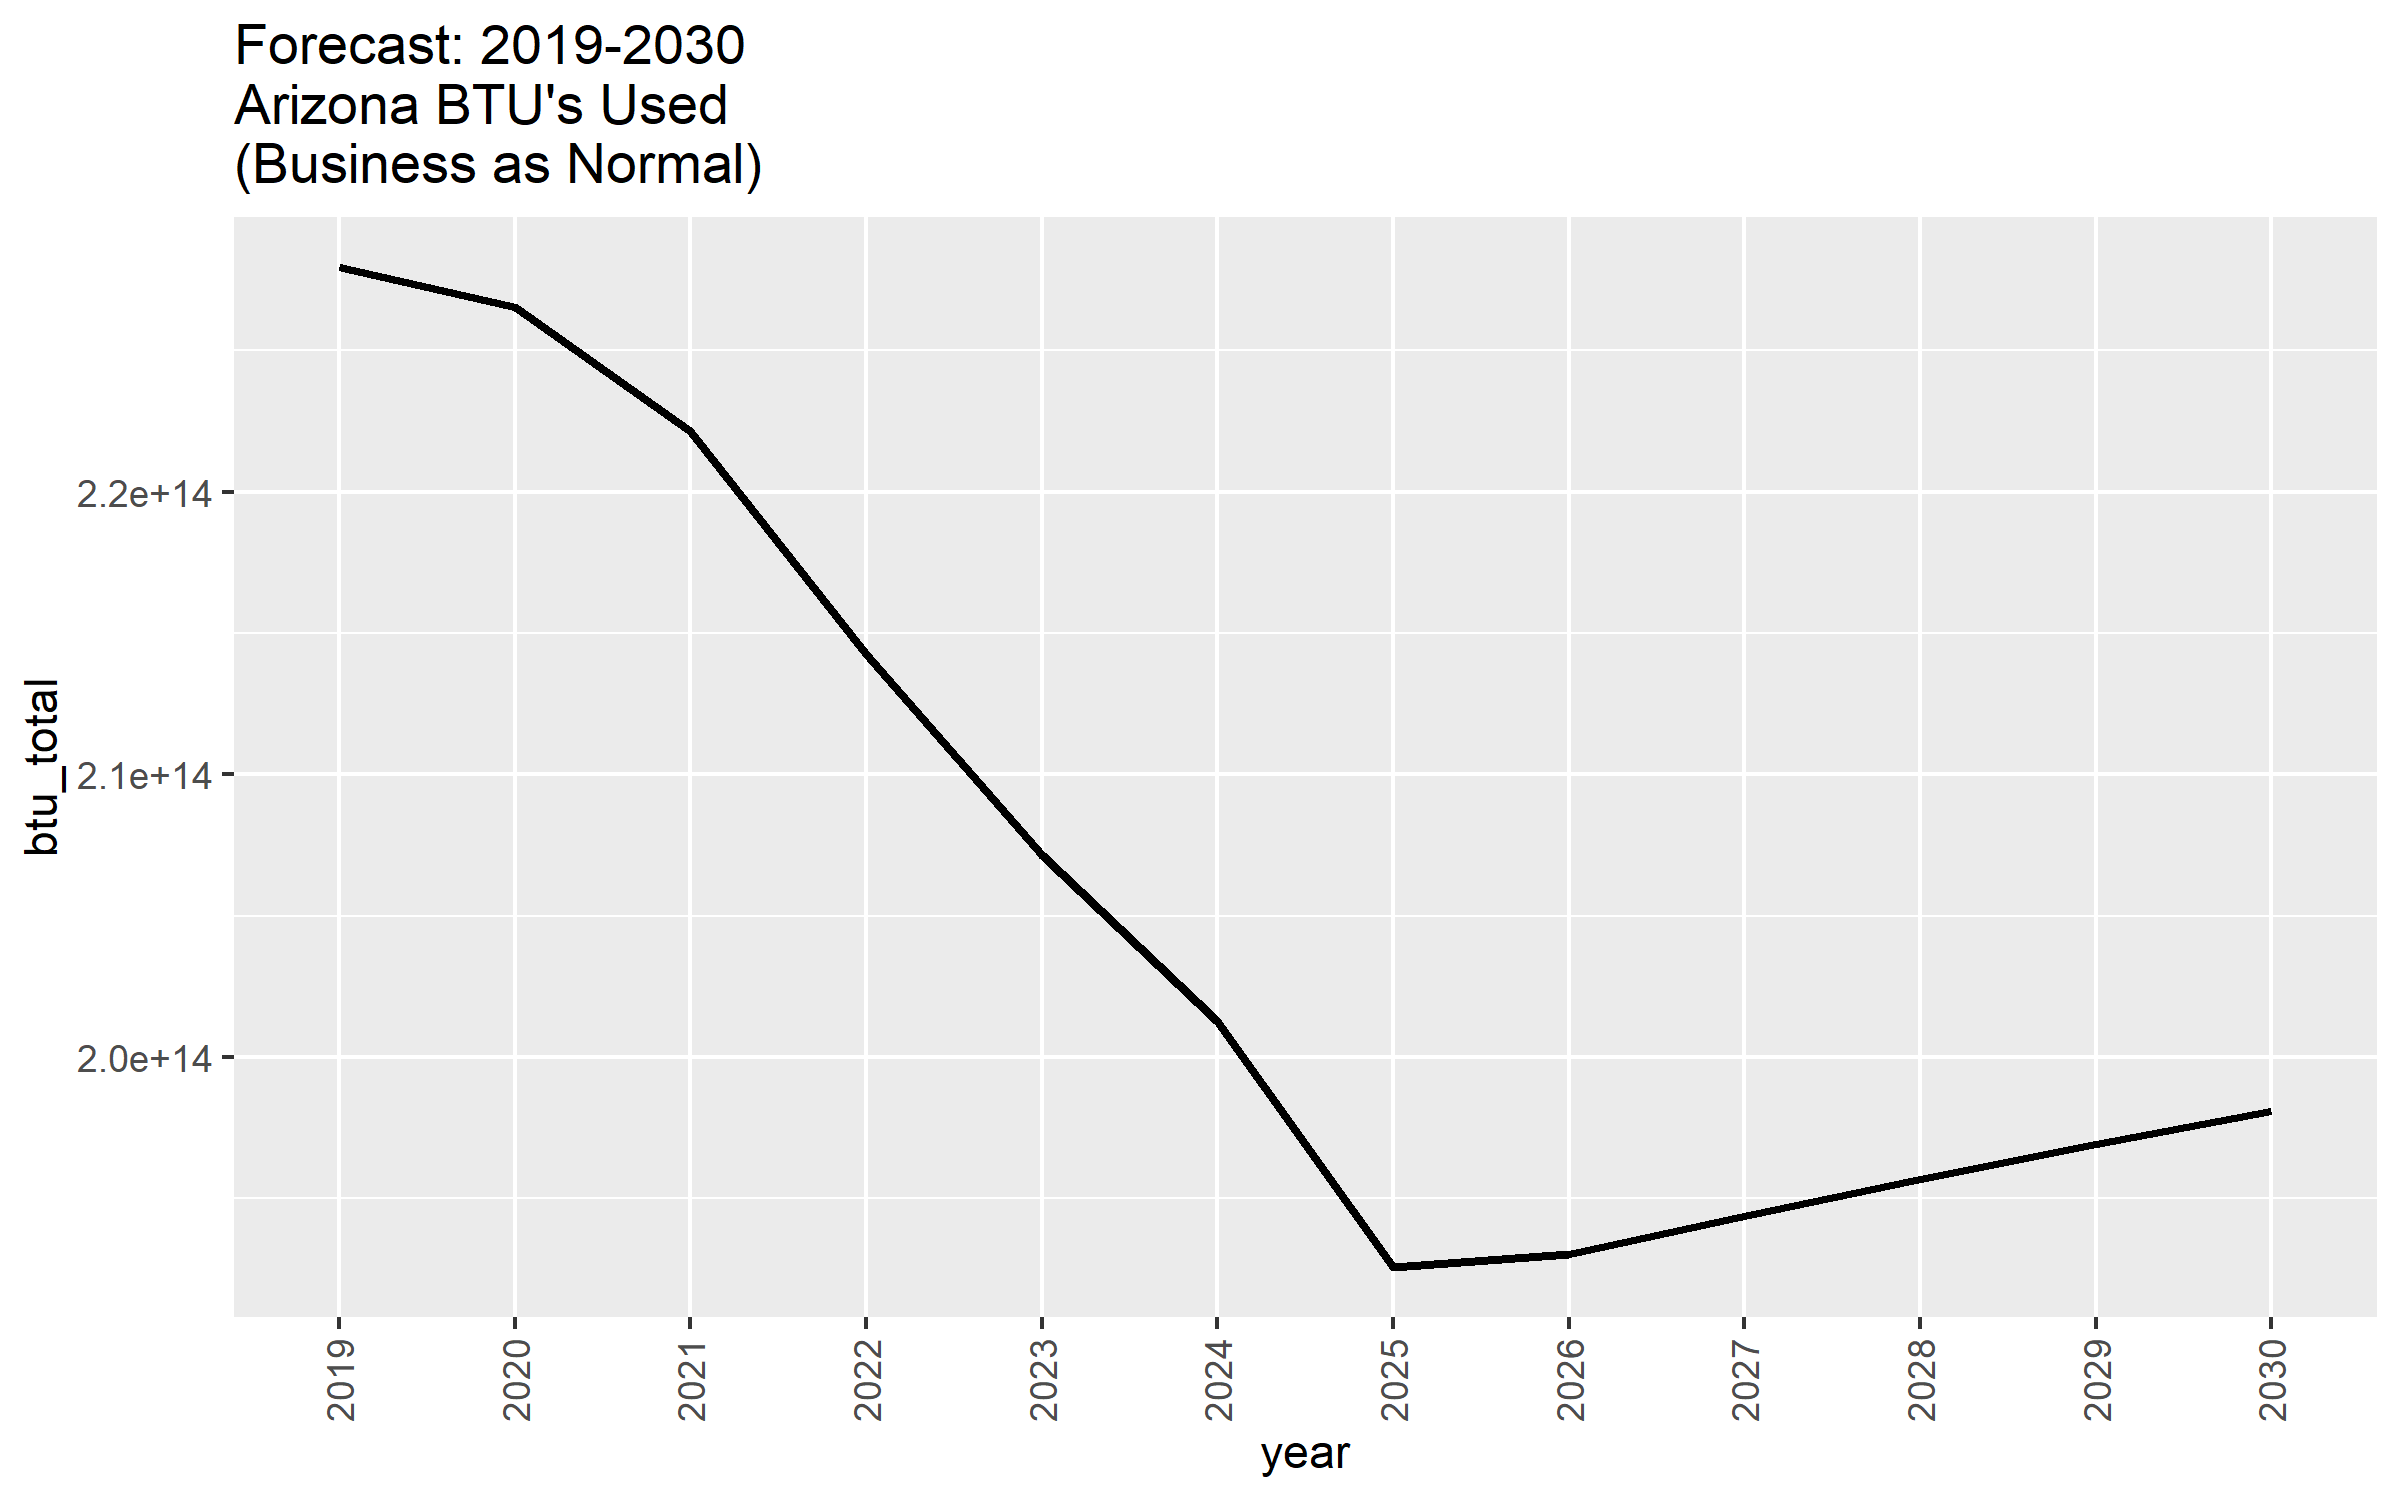 Forecast: 2019-2030
Arizona BTU's Used
(Business as Normal)
btu_total
2.2e+14
2.1e+14
2.0e+14
2019
2020
2021
2022
2023
2024
2025
2026
2027
2028
2029
2030
year